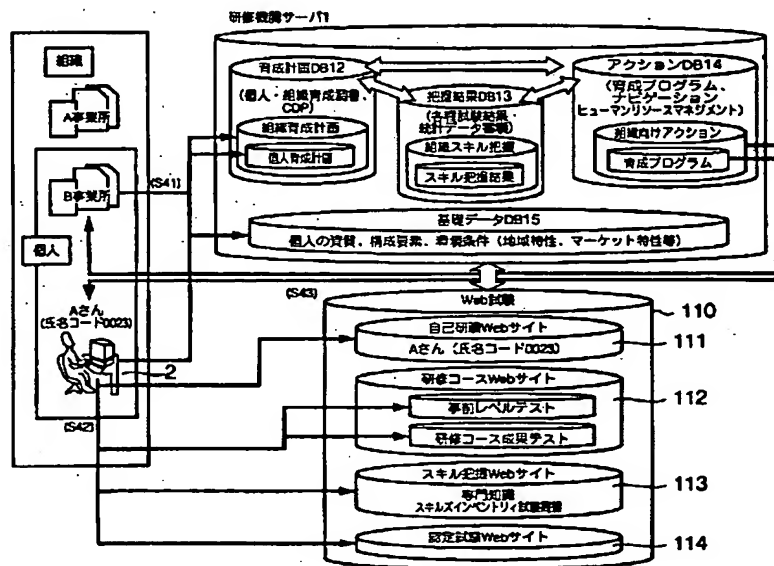 研修機関サーバ1
組織
A事業所
B事業所
個人
Aさん
(氏名コード0023)
2
(S41)
(S42)
(S43)
育成計画DB12
(個人・組織育成計画書、
CDP)
組織育成計画
個人育成計画
把握結果DB13
(各種試験結果・
統計データ蓄積)
組織スキル把握
スキル把握結果
アクションDB14
(育成プログラム、
ナビゲーション
ヒューマンリソースマネジメント)
組織向けアクション
育成プログラム
基礎データDB15
個人の資質、構成要素、環境条件(地域特性、マーケット特性等)
Web試験
110
自己研鑽Webサイト
Aさん(氏名コード0023)
111
研修コースWebサイト
112
事前レベルテスト
研修コース成果テスト
スキル把握Webサイト
113
専門知識
スキルズインベントリィ試験
認定試験Webサイト
114